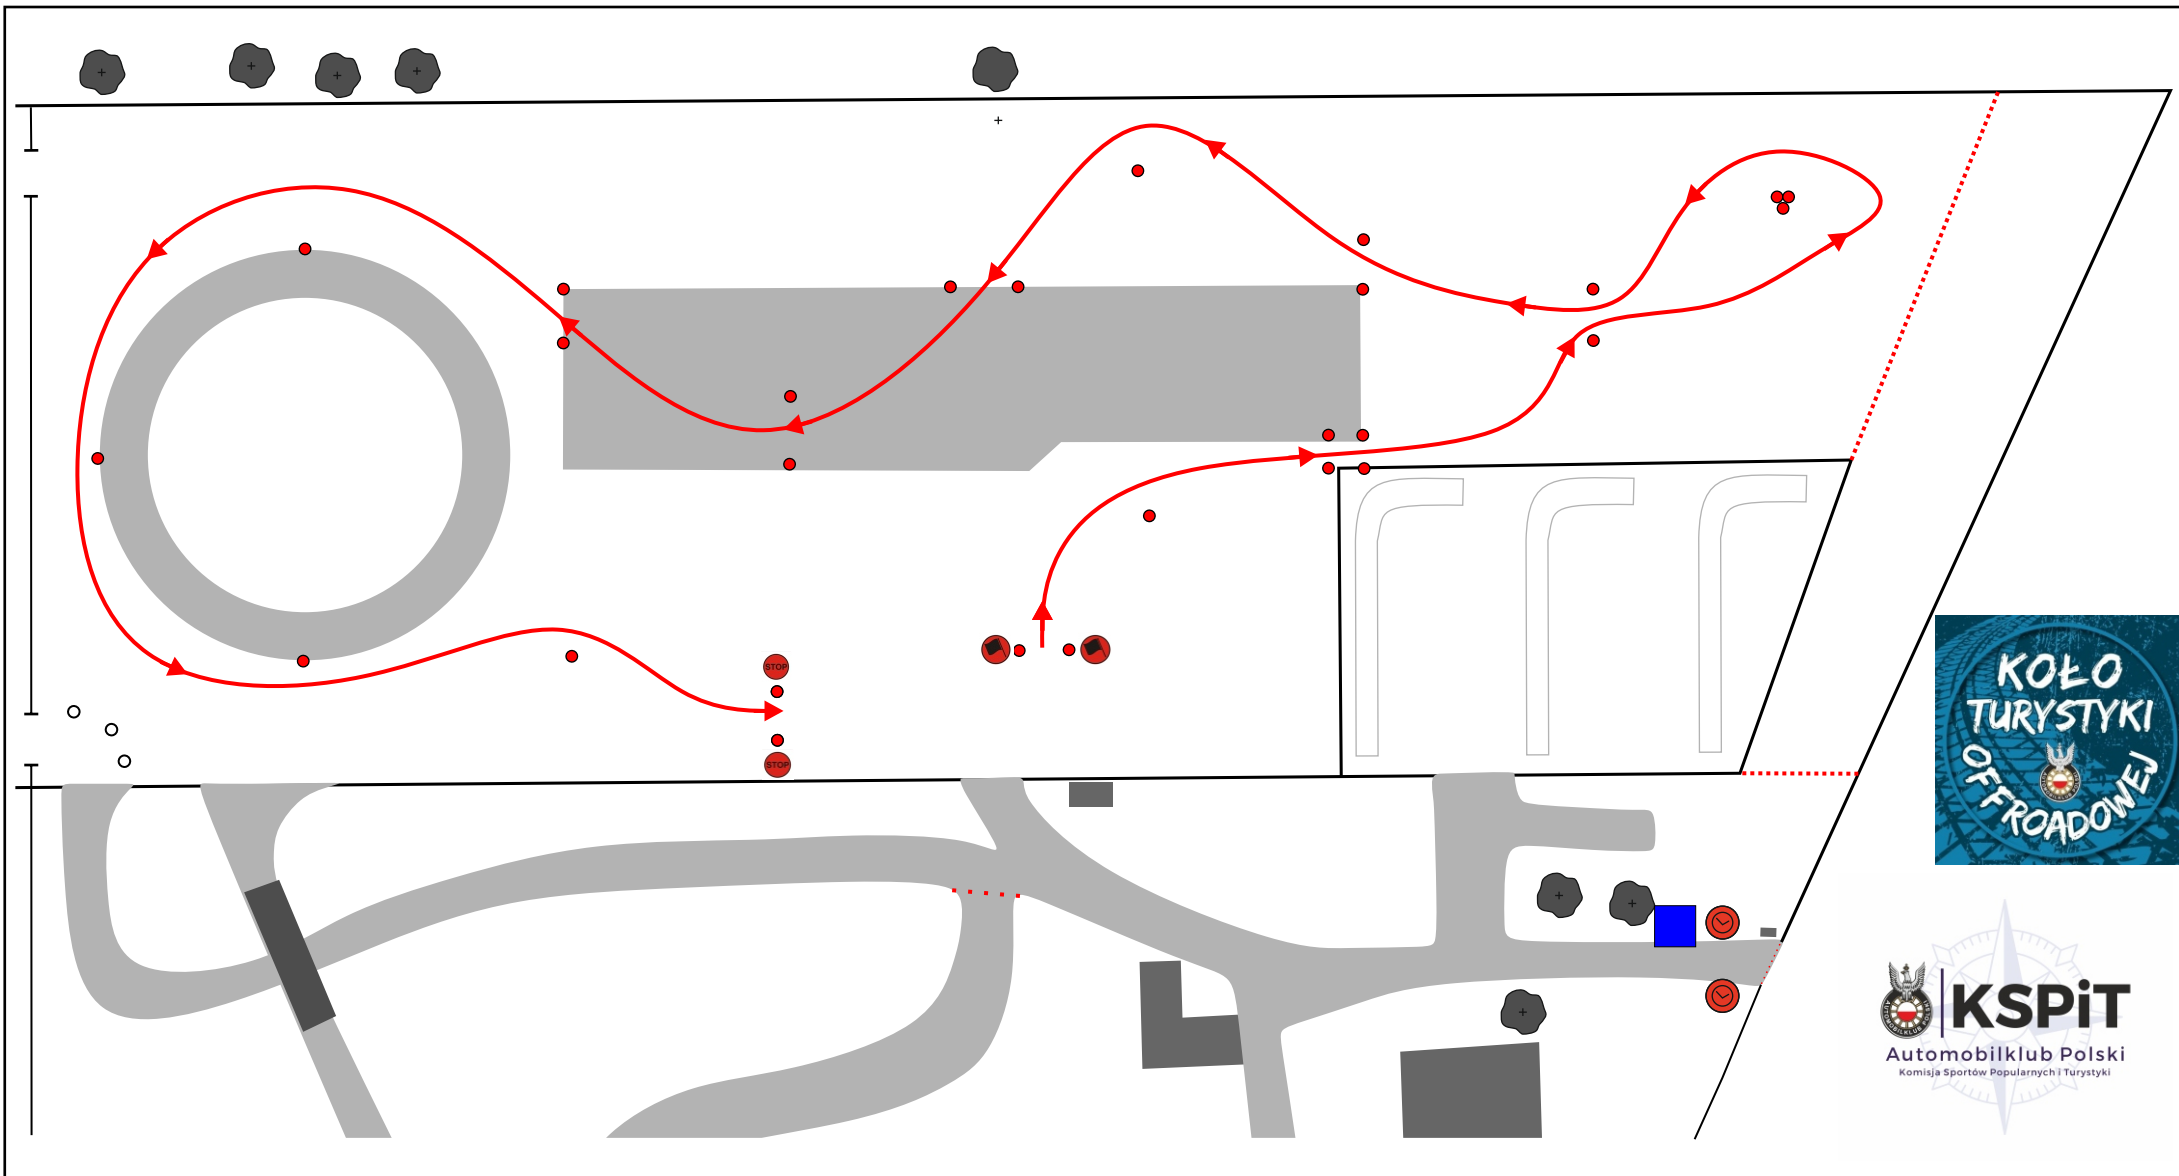 STOP
STOP
KOŁO
TURYSTYKI
OFFROADOWEJ
KSPiT
Automobilklub Polski
Komisja Sportów Popularnych i Turystyki